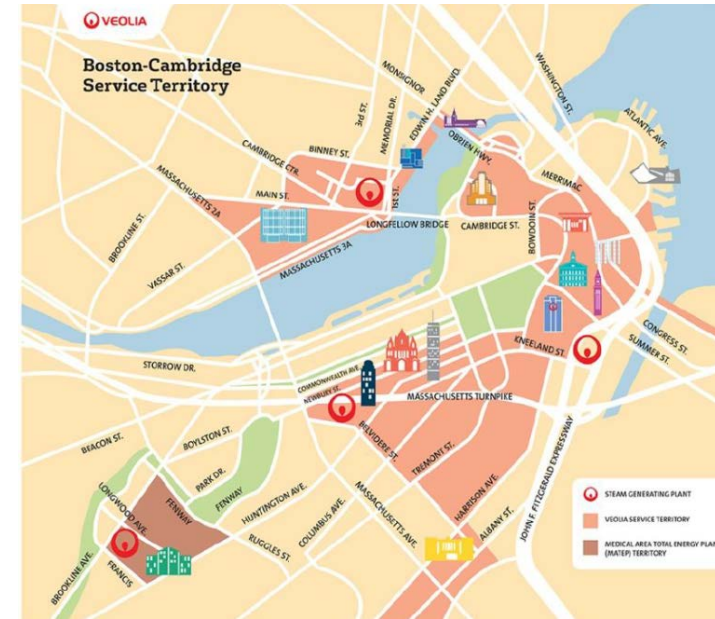 VEOLIA
Boston-Cambridge
Service Territory
MONSIGNOR
WASHINGTON ST.
3rd ST.
MEMORIAL DR.
EDWIN H. LAND BLVD.
ATLANTIC AVE.
CAMBRIDGE CTR.
BINNEY ST.
OBRIEN HWY.
MERRIMAC
MASSACHUSETTS 2A
MAIN ST.
1st ST.
LONGFELLOW BRIDGE
CAMBRIDGE ST.
BOWDOIN ST.
BROOKLINE ST.
VASSAR ST.
MASSACHUSETTS 3A
CONGRESS ST.
SUMMER ST.
KNEELAND ST.
STORROW DR.
COMMONWEALTH AVE.
NEWBURY ST.
MASSACHUSETTS TURNPIKE
BEACON ST.
BOYLSTON ST.
BELVIDERE ST.
TREMONT ST.
PARK DR.
FENWAY
FENWAY
HUNTINGTON AVE.
LONGWOOD AVE.
COLUMBUS AVE.
MASSACHUSETTS AVE.
HARRISON AVE.
ALBANY ST.
JOHN F. FITZGERALD EXPRESSWAY
RUGGLES ST.
FRANCIS
BROOKLINE AVE.
STEAM GENERATING PLANT
VEOLIA SERVICE TERRITORY
MEDICAL AREA TOTAL ENERGY PLAN
(MATEP) TERRITORY